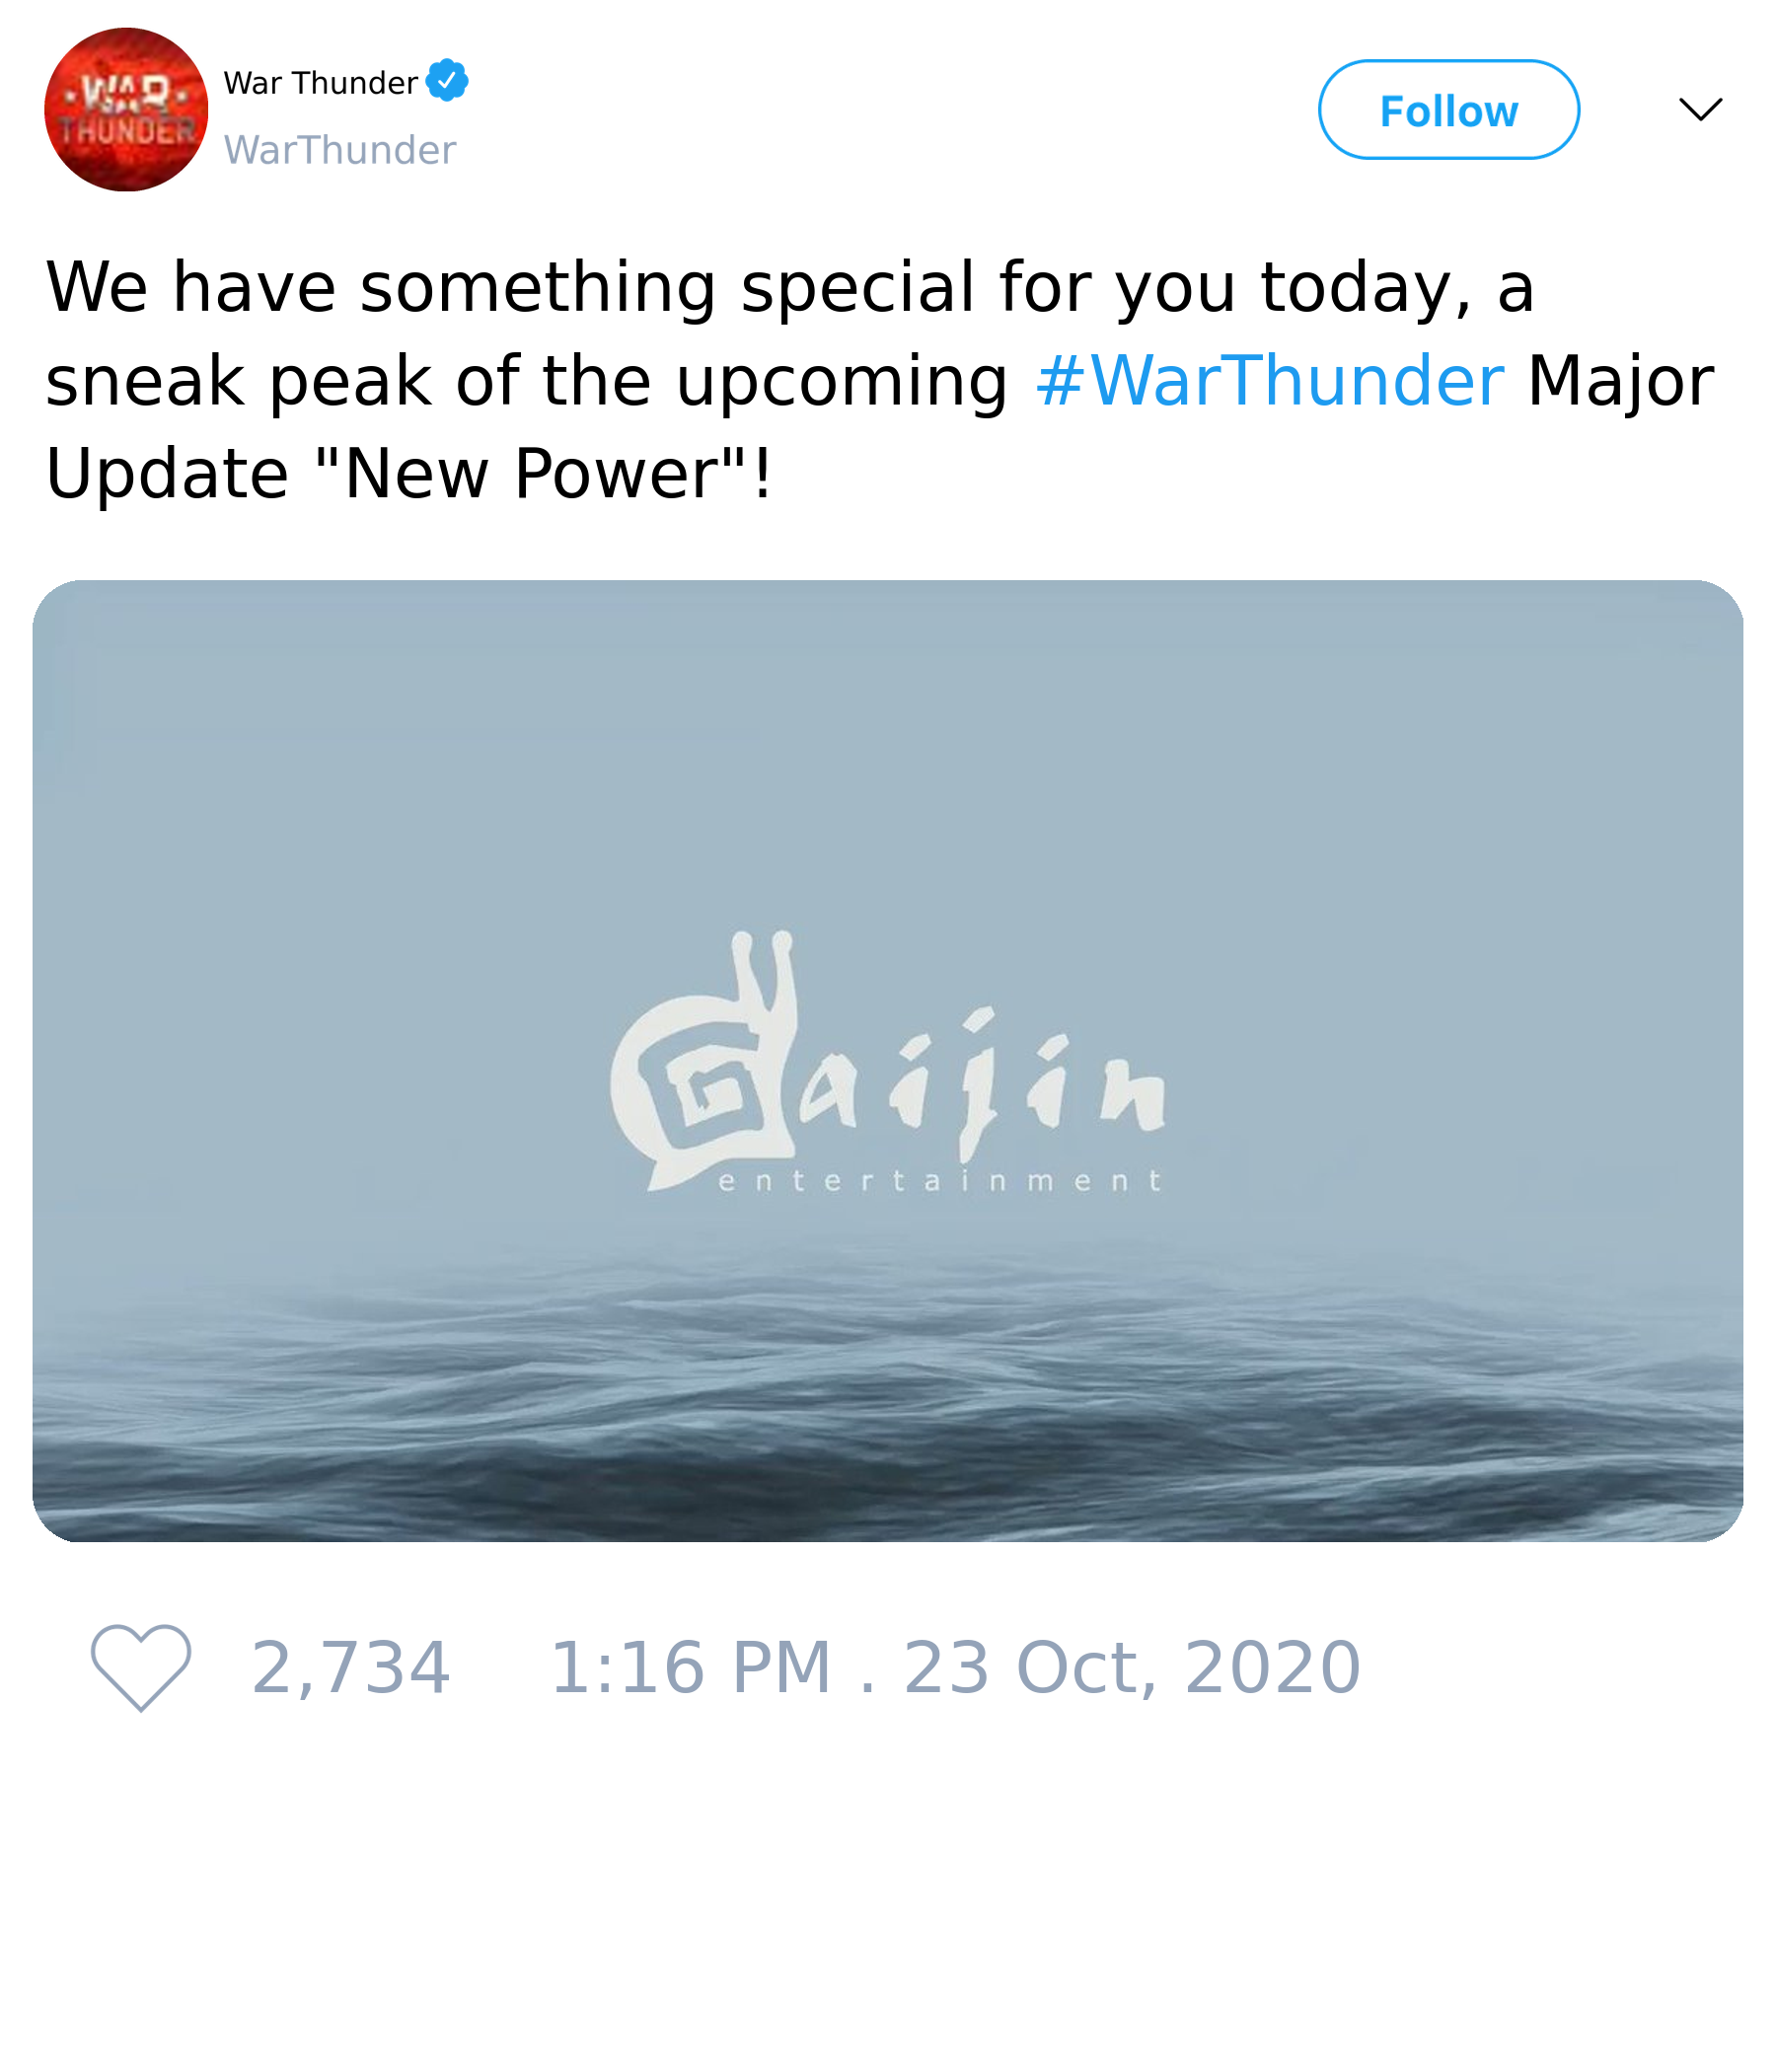 WAR
THUNDER
War Thunder
WarThunder
Follow
We have something special for you today, a
sneak peak of the upcoming #WarThunder Major
Update "New Power"!
Gaijin
entertainment
2,734 1:16 PM . 23 Oct, 2020